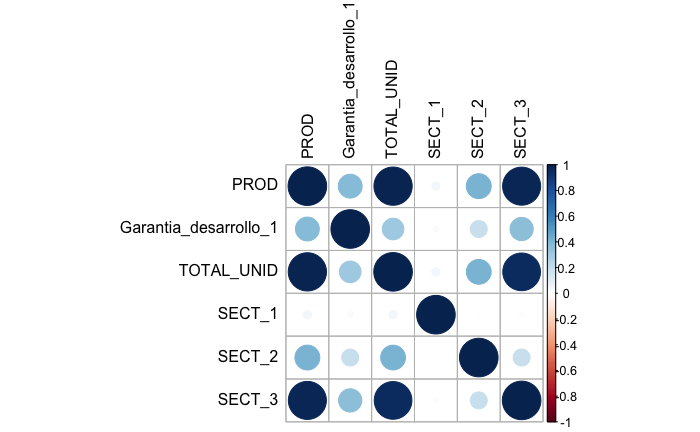 PROD
Garantia_desarrollo_1
TOTAL_UNID
SECT_1
SECT_2
SECT_3
PROD
Garantia_desarrollo_1
TOTAL_UNID
SECT_1
SECT_2
SECT_3
1
0.8
0.6
0.4
0.2
0
-0.2
-0.4
-0.6
-0.8
-1